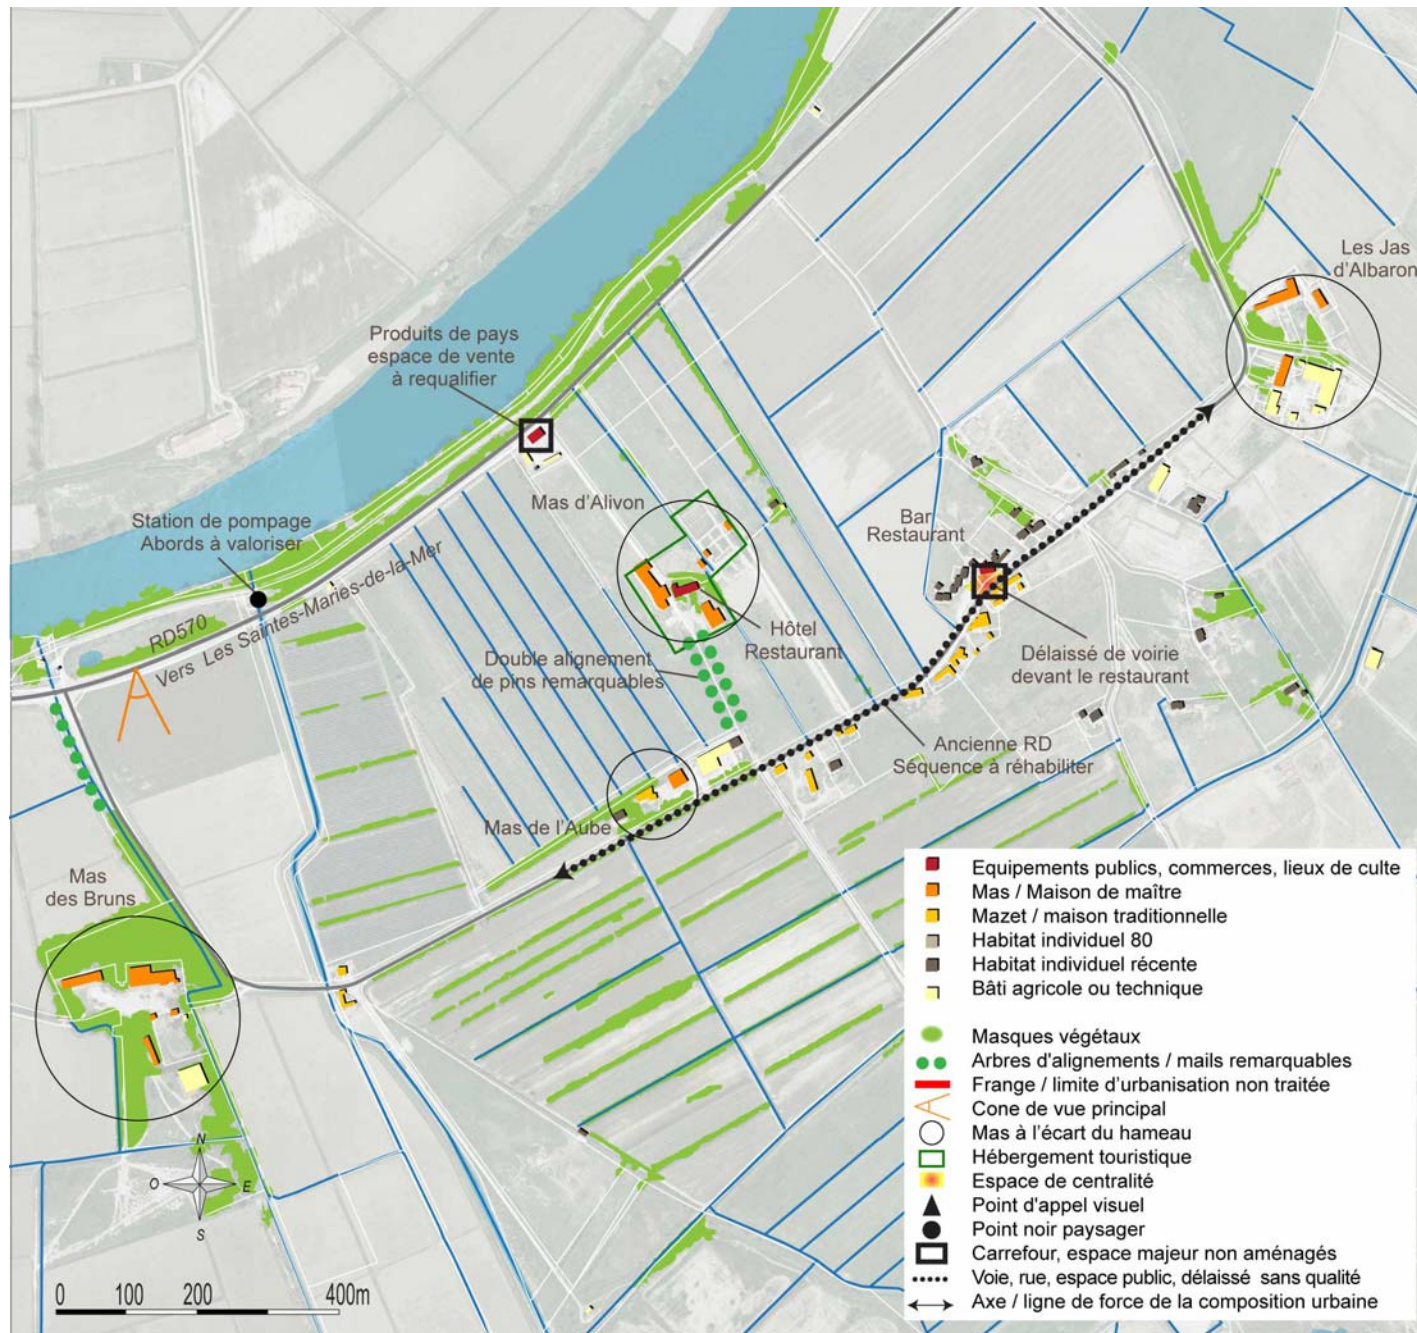 Les Jas
d'Albaron
Produits de pays
espace de vente
à requalifier
Mas d'Alivon
Station de pompage
Abords à valoriser
Bar
Restaurant
RD570
Vers Les Saintes-Maries-de-la-Mer
Hôtel
Restaurant
Double alignement
de pins remarquables
Délaissé de voirie
devant le restaurant
Ancienne RD
Séquence à réhabiliter
Mas de l'Aube
Mas
des Bruns
N
O
E
S
0 100 200 400m
Equipements publics, commerces, lieux de culte
Mas / Maison de maître
Mazet / maison traditionnelle
Habitat individuel 80
Habitat individuel récente
Bâti agricole ou technique
Masques végétaux
Arbres d'alignements / mails remarquables
Frange / limite d'urbanisation non traitée
Cone de vue principal
Mas à l'écart du hameau
Hébergement touristique
Espace de centralité
Point d'appel visuel
Point noir paysager
Carrefour, espace majeur non aménagés
Voie, rue, espace public, délaissé sans qualité
Axe / ligne de force de la composition urbaine